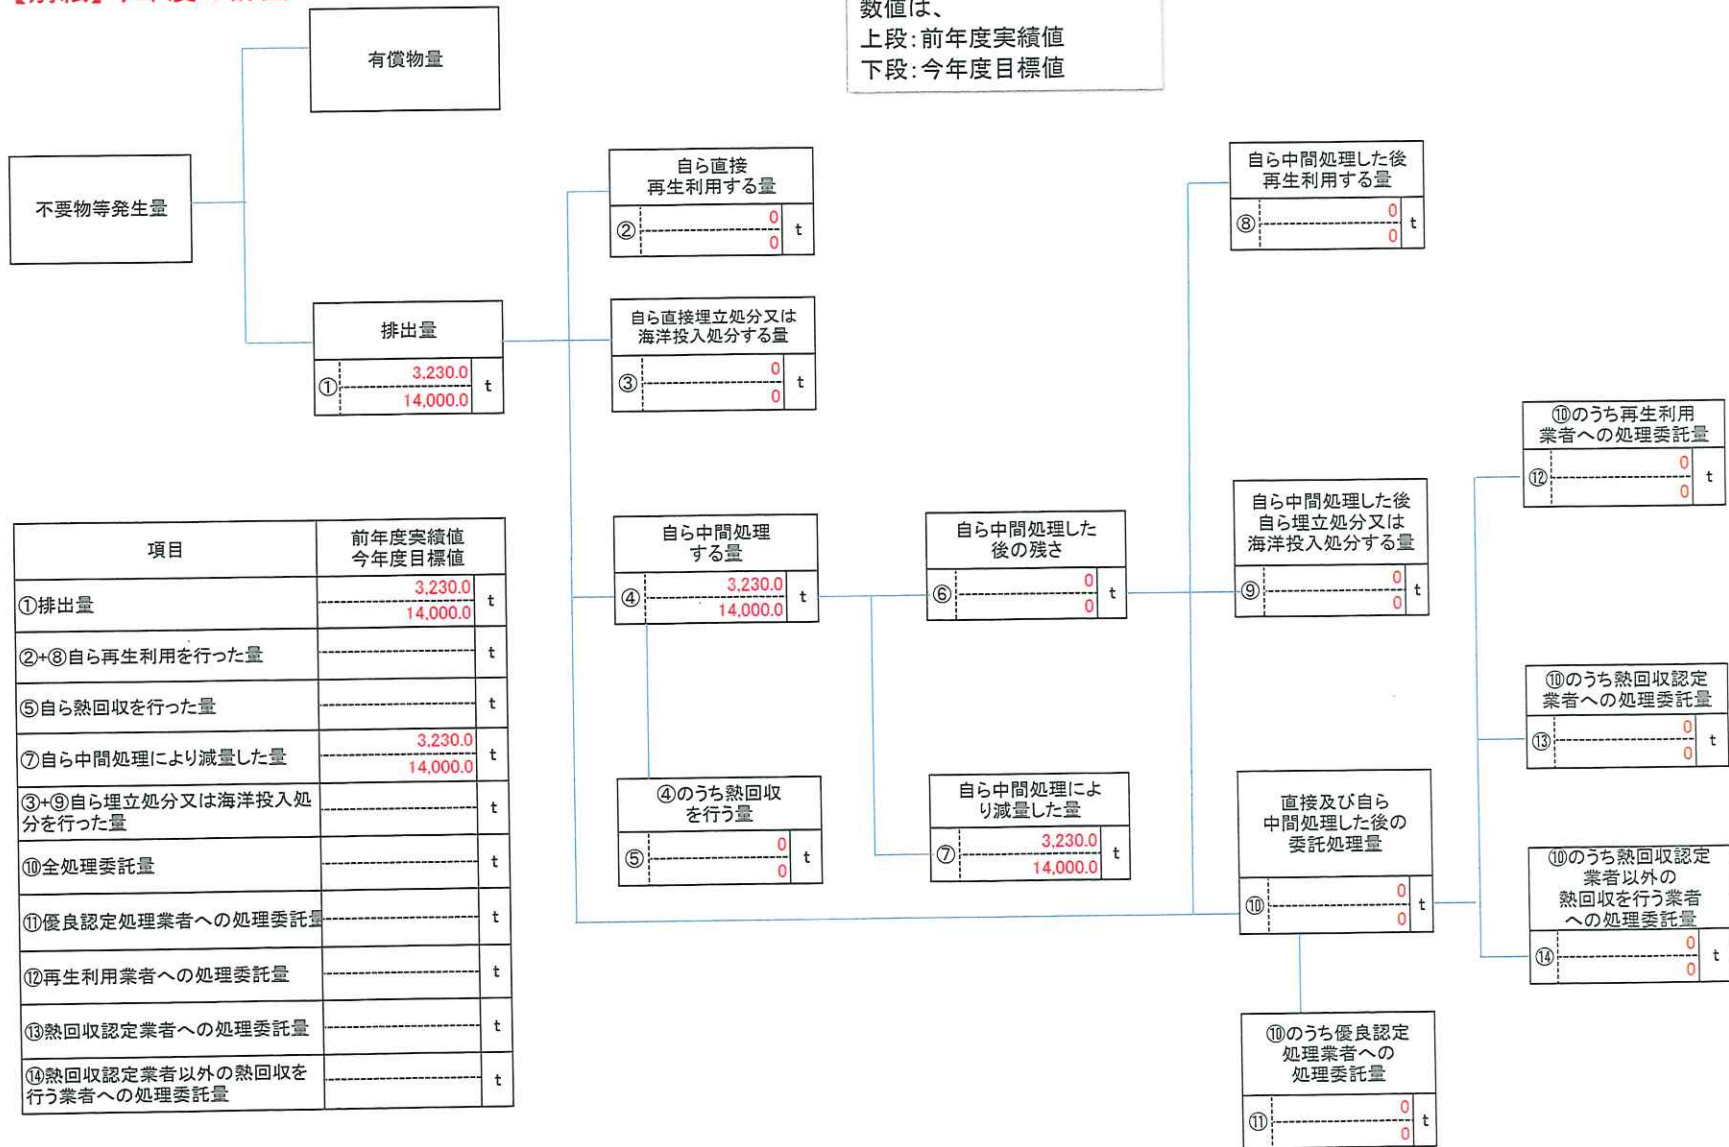 数値は、
上段:前年度実績値
下段:今年度目標値
有償物量
不要物等発生量
排出量
① 3,230.0 t
14,000.0
自ら直接
再生利用する量
② 0 t
0
自ら直接埋立処分又は
海洋投入処分する量
③ 0 t
0
自ら中間処理
する量
④ 3,230.0 t
14,000.0
④のうち熱回収
を行う量
⑤ 0 t
0
自ら中間処理した
後の残さ
⑥ 0 t
0
自ら中間処理によ
り減量した量
⑦ 3,230.0 t
14,000.0
自ら中間処理した後
再生利用する量
⑧ 0 t
0
自ら中間処理した後
自ら埋立処分又は
海洋投入処分する量
⑨ 0 t
0
直接及び自ら
中間処理した後の
委託処理量
⑩ 0 t
0
⑩のうち優良認定
処理業者への
処理委託量
⑪ 0 t
0
⑩のうち再生利用
業者への処理委託量
⑫ 0 t
0
⑩のうち熱回収認定
業者への処理委託量
⑬ 0 t
0
⑩のうち熱回収認定
業者以外の
熱回収を行う業者
への処理委託量
⑭ 0 t
0
項目 前年度実績値
今年度目標値
①排出量 3,230.0 t
14,000.0
②+⑧自ら再生利用を行った量 t
⑤自ら熱回収を行った量 t
⑦自ら中間処理により減量した量 3,230.0 t
14,000.0
③+⑨自ら埋立処分又は海洋投入処 t
分を行った量
⑩全処理委託量 t
⑪優良認定処理業者への処理委託量 t
⑫再生利用業者への処理委託量 t
⑬熱回収認定業者への処理委託量 t
⑭熱回収認定業者以外の熱回収を t
行う業者への処理委託量